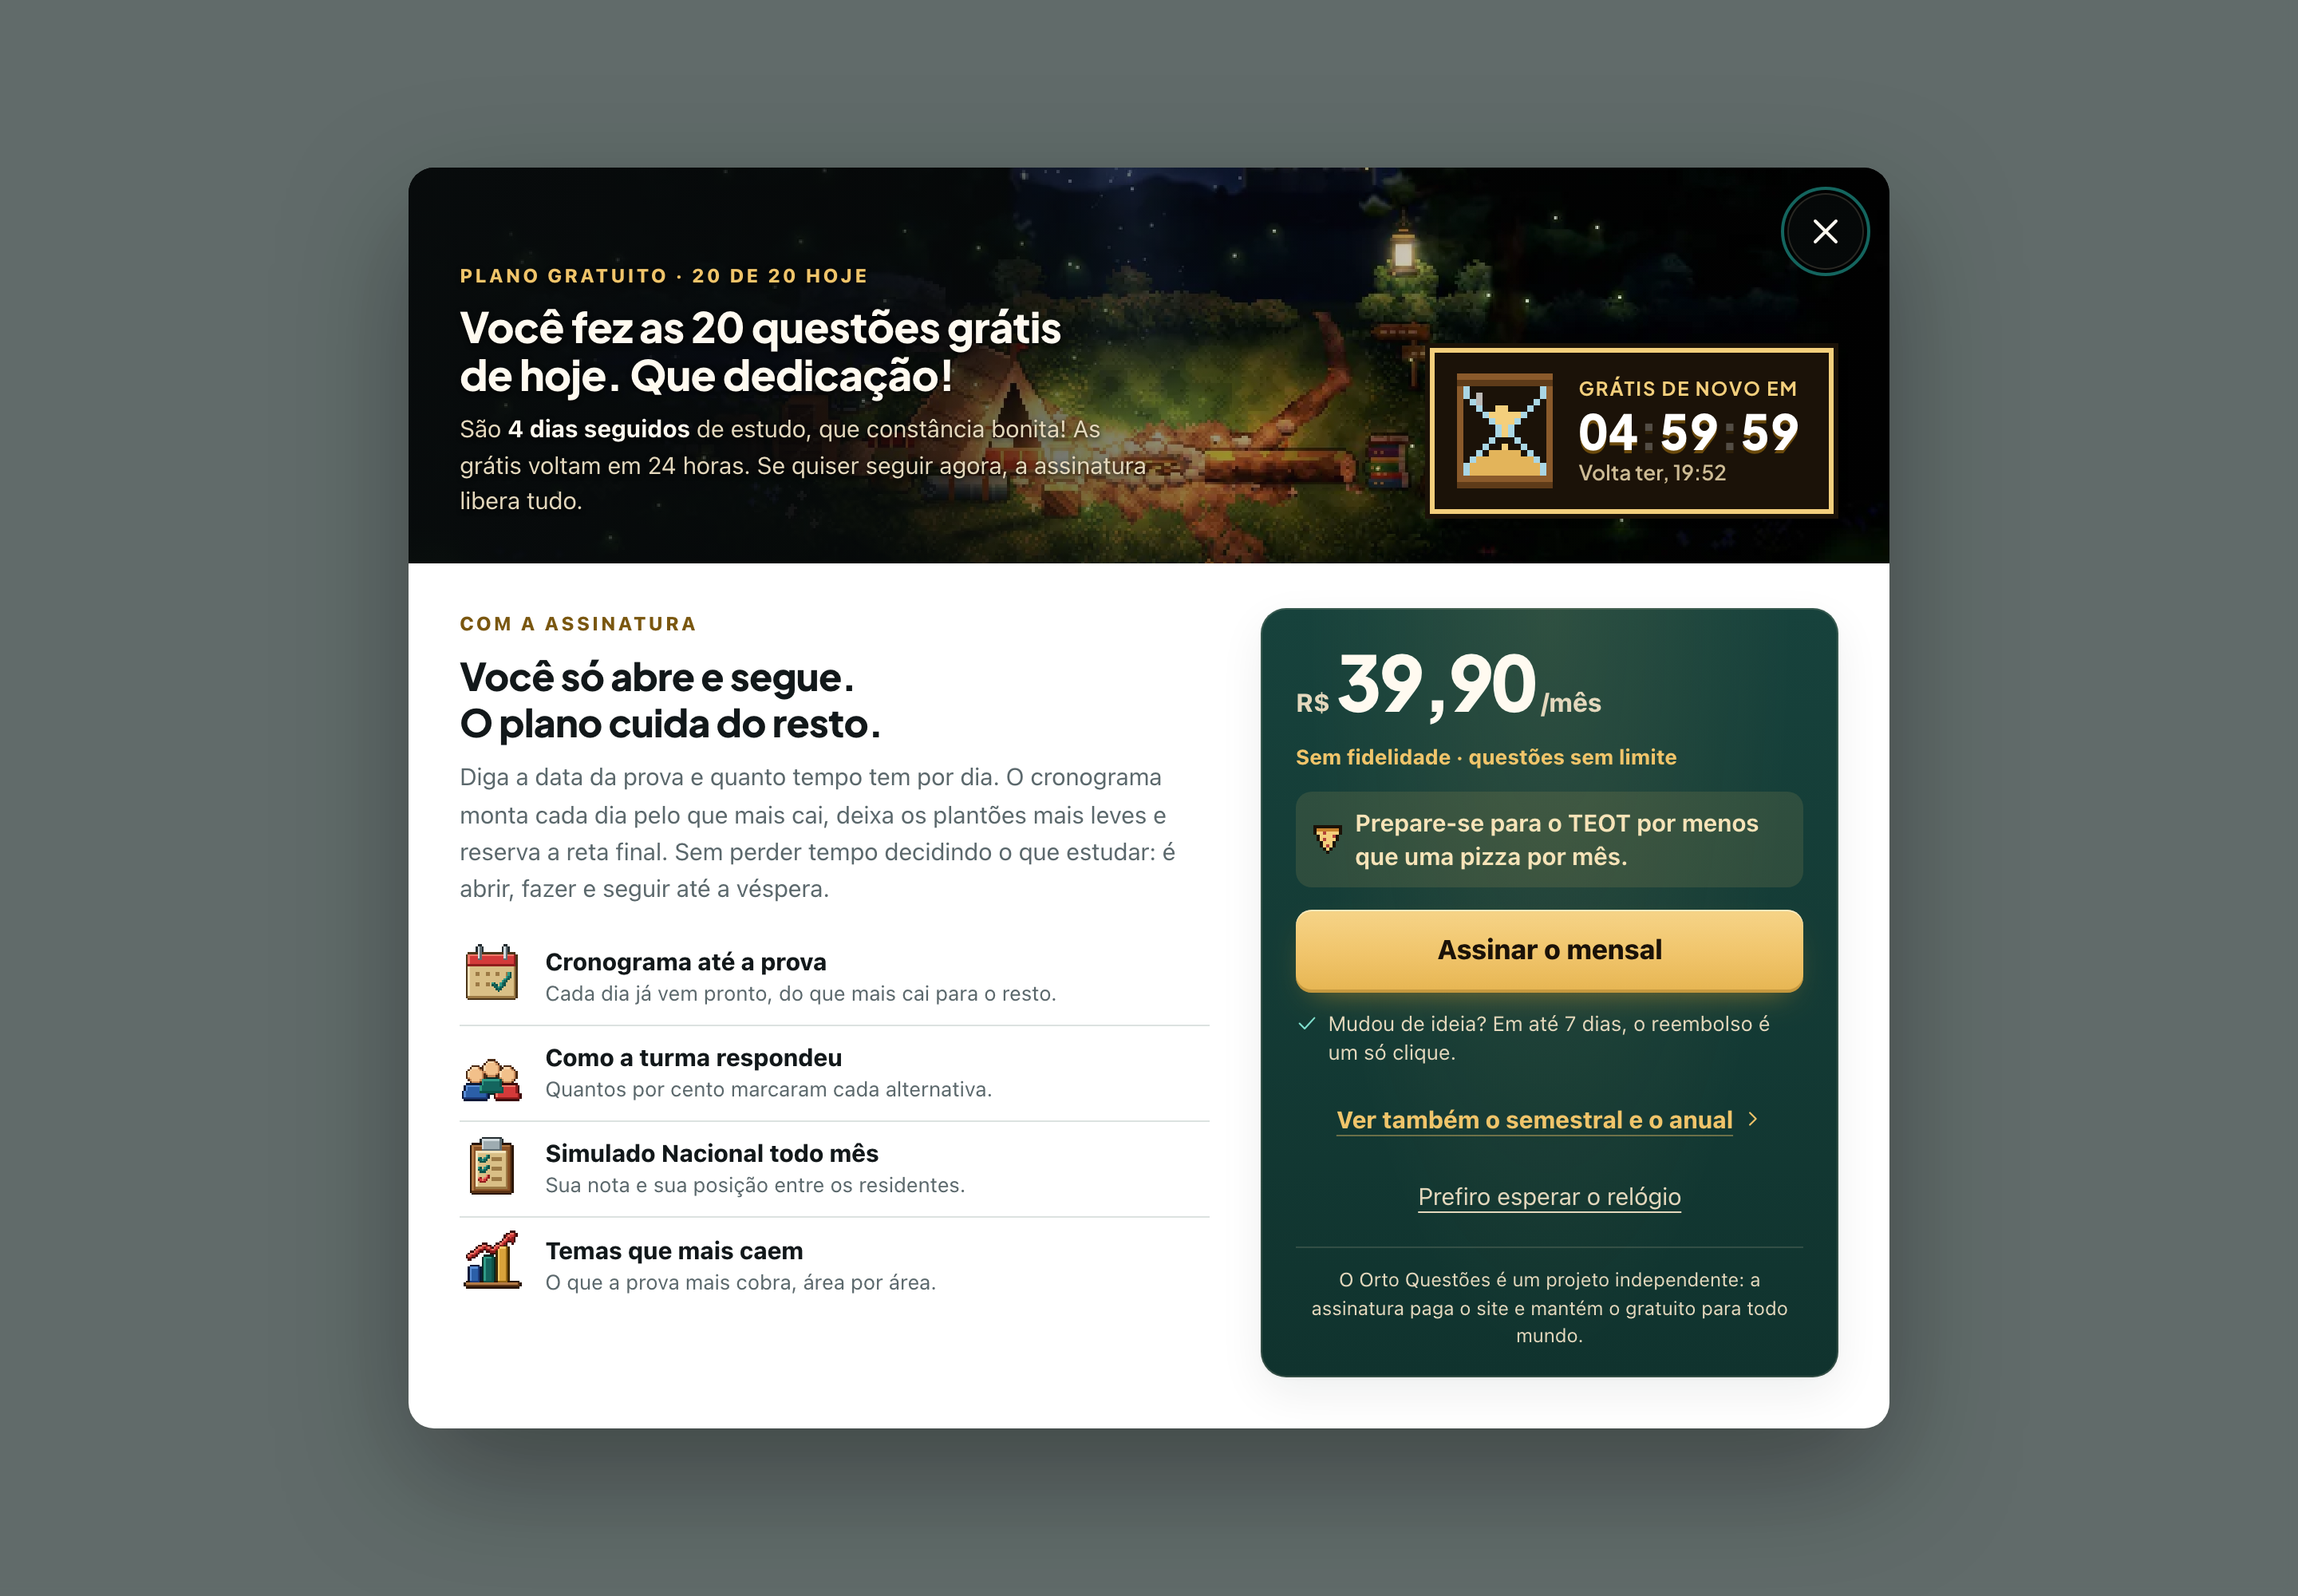 PLANO GRATUITO · 20 DE 20 HOJE
Você fez as 20 questões grátis
de hoje. Que dedicação!
São 4 dias seguidos de estudo, que constância bonita! As
grátis voltam em 24 horas. Se quiser seguir agora, a assinatura
libera tudo.
GRÁTIS DE NOVO EM
04:59:59
Volta ter, 19:52
COM A ASSINATURA
Você só abre e segue.
O plano cuida do resto.
Diga a data da prova e quanto tempo tem por dia. O cronograma
monta cada dia pelo que mais cai, deixa os plantões mais leves e
reserva a reta final. Sem perder tempo decidindo o que estudar: é
abrir, fazer e seguir até a véspera.
Cronograma até a prova
Cada dia já vem pronto, do que mais cai para o resto.
Como a turma respondeu
Quantos por cento marcaram cada alternativa.
Simulado Nacional todo mês
Sua nota e sua posição entre os residentes.
Temas que mais caem
O que a prova mais cobra, área por área.
R$ 39,90/mês
Sem fidelidade · questões sem limite
Prepare-se para o TEOT por menos
que uma pizza por mês.
Assinar o mensal
Mudou de ideia? Em até 7 dias, o reembolso é
um só clique.
Ver também o semestral e o anual
Prefiro esperar o relógio
O Orto Questões é um projeto independente: a
assinatura paga o site e mantém o gratuito para todo
mundo.